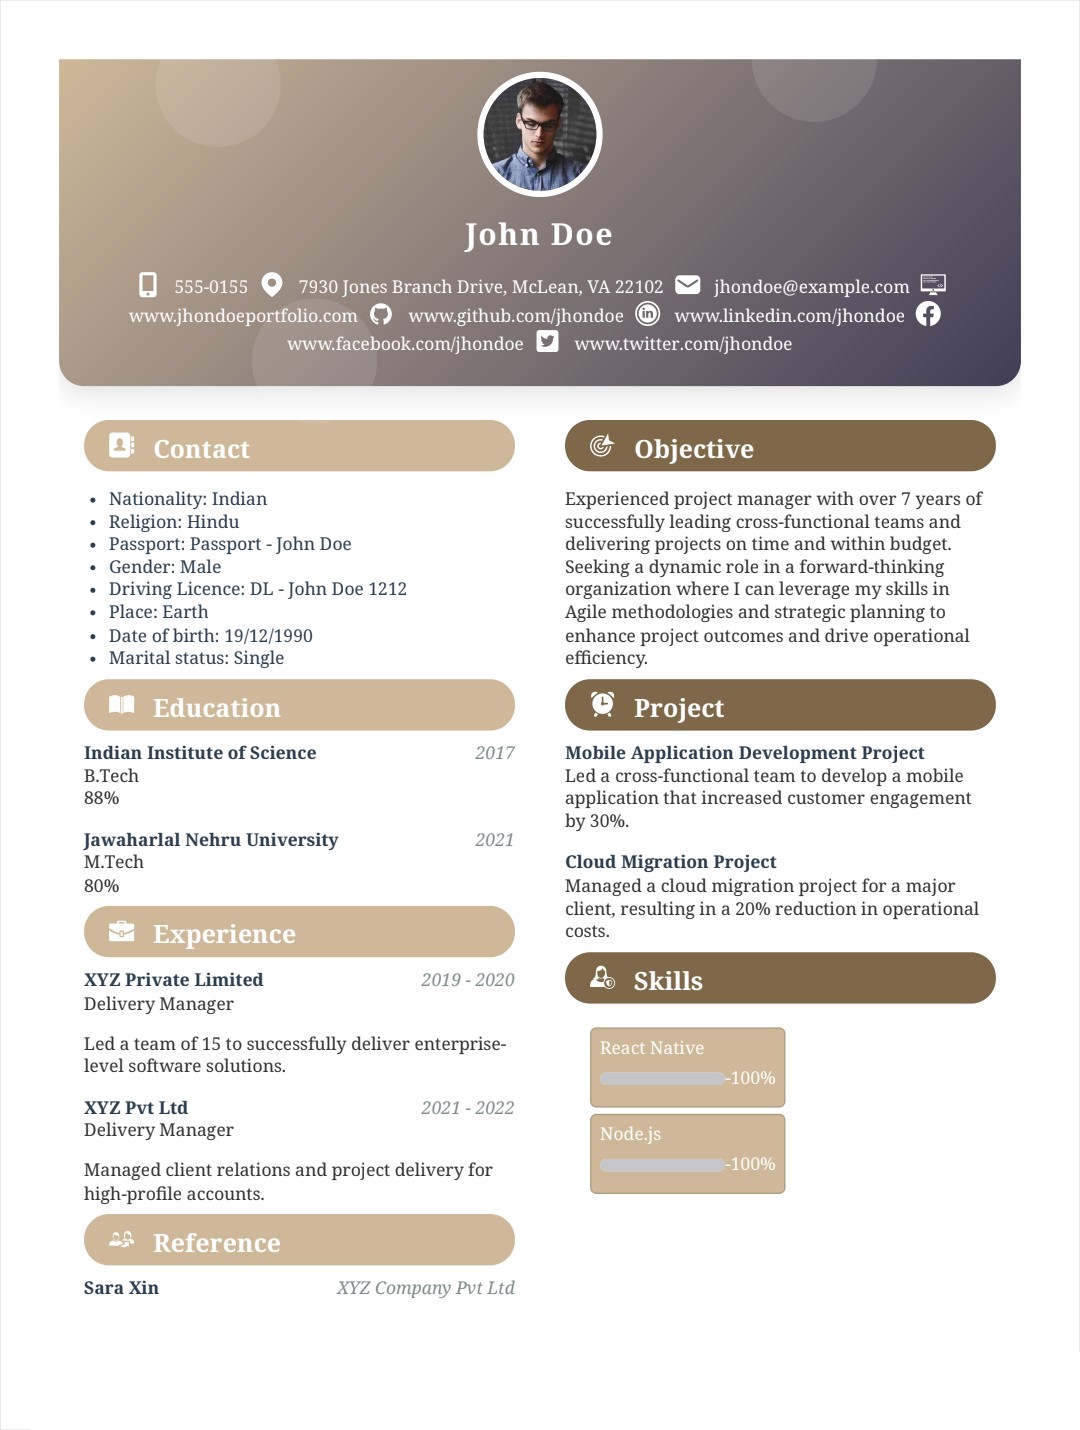 John Doe
555-0155 7930 Jones Branch Drive, McLean, VA 22102 jhondoe@example.com
www.jhondoeportfolio.com www.github.com/jhondoe www.linkedin.com/jhondoe
www.facebook.com/jhondoe www.twitter.com/jhondoe
Contact
• Nationality: Indian
• Religion: Hindu
• Passport: Passport - John Doe
• Gender: Male
• Driving Licence: DL - John Doe 1212
• Place: Earth
• Date of birth: 19/12/1990
• Marital status: Single
Education
Indian Institute of Science 2017
B.Tech
88%
Jawaharlal Nehru University 2021
M.Tech
80%
Experience
XYZ Private Limited 2019 - 2020
Delivery Manager
Led a team of 15 to successfully deliver enterprise-
level software solutions.
XYZ Pvt Ltd 2021 - 2022
Delivery Manager
Managed client relations and project delivery for
high-profile accounts.
Reference
Sara Xin XYZ Company Pvt Ltd
Objective
Experienced project manager with over 7 years of
successfully leading cross-functional teams and
delivering projects on time and within budget.
Seeking a dynamic role in a forward-thinking
organization where I can leverage my skills in
Agile methodologies and strategic planning to
enhance project outcomes and drive operational
efficiency.
Project
Mobile Application Development Project
Led a cross-functional team to develop a mobile
application that increased customer engagement
by 30%.
Cloud Migration Project
Managed a cloud migration project for a major
client, resulting in a 20% reduction in operational
costs.
Skills
React Native
-100%
Node.js
-100%